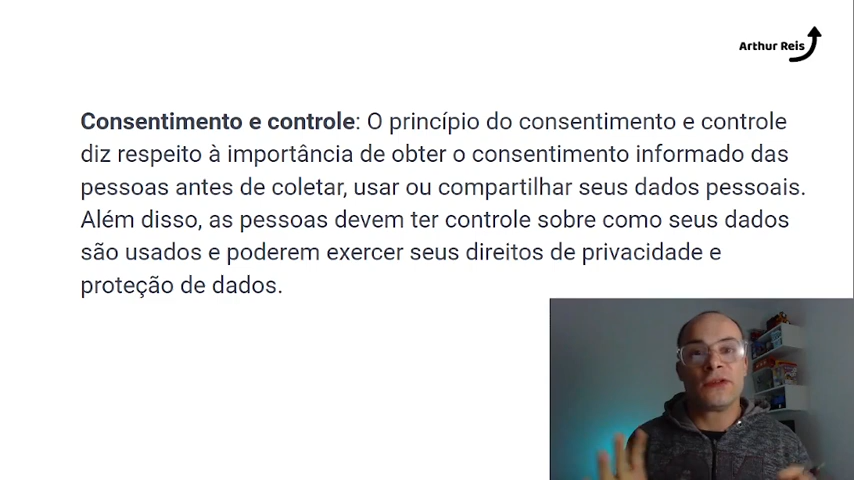 Arthur Reis
Consentimento e controle: O princípio do consentimento e controle
diz respeito à importância de obter o consentimento informado das
pessoas antes de coletar, usar ou compartilhar seus dados pessoais.
Além disso, as pessoas devem ter controle sobre como seus dados
são usados e poderem exercer seus direitos de privacidade e
proteção de dados.